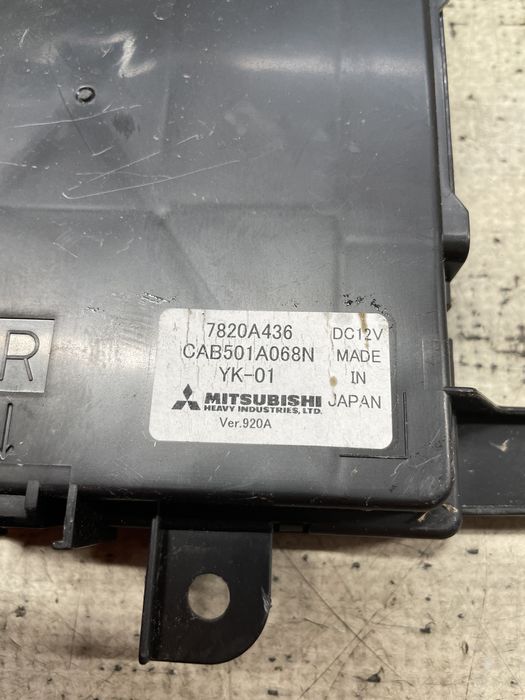 R
7820A436 DC12V
CAB501A068N MADE
YK-01 IN
MITSUBISHI JAPAN
HEAVY INDUSTRIES, LTD.
Ver.920A